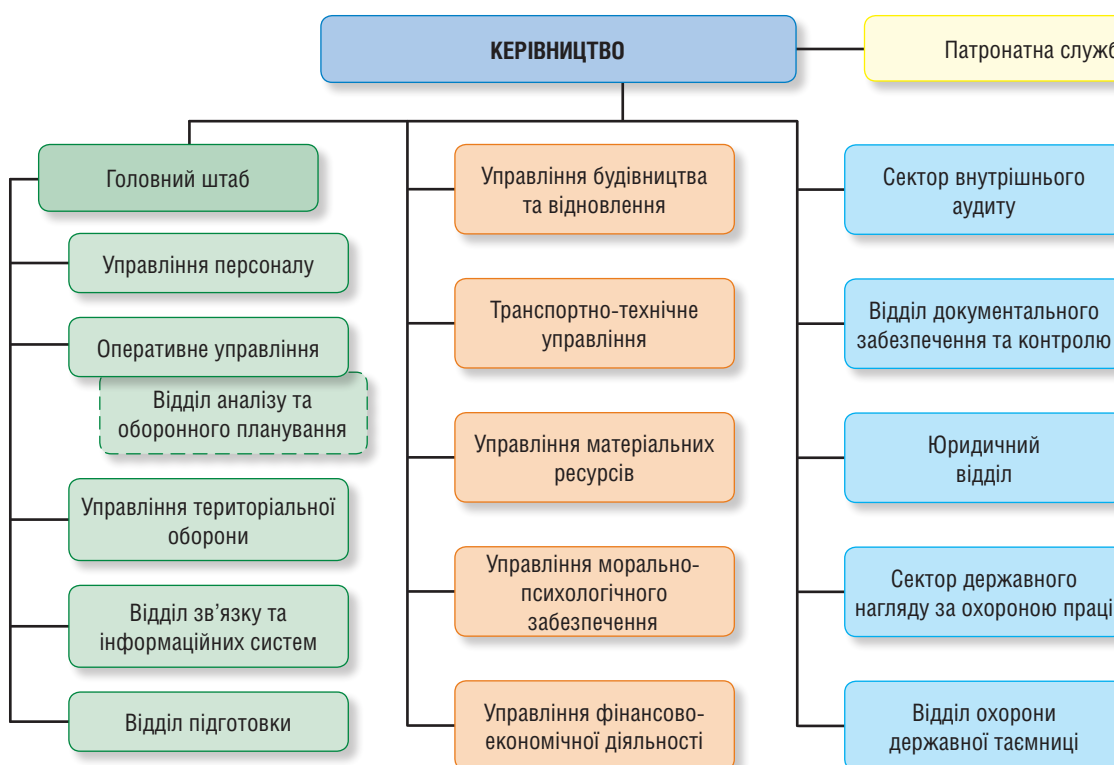 КЕРІВНИЦТВО
Патронатна служб
Головний штаб
Управління персоналу
Оперативне управління
Відділ аналізу та
оборонного планування
Управління територіальної
оборони
Відділ зв’язку та
інформаційних систем
Відділ підготовки
Управління будівництва
та відновлення
Транспортно-технічне
управління
Управління матеріальних
ресурсів
Управління морально-
психологічного
забезпечення
Управління фінансово-
економічної діяльності
Сектор внутрішнього
аудиту
Відділ документального
забезпечення та контролю
Юридичний
відділ
Сектор державного
нагляду за охороною праці
Відділ охорони
державної таємниці